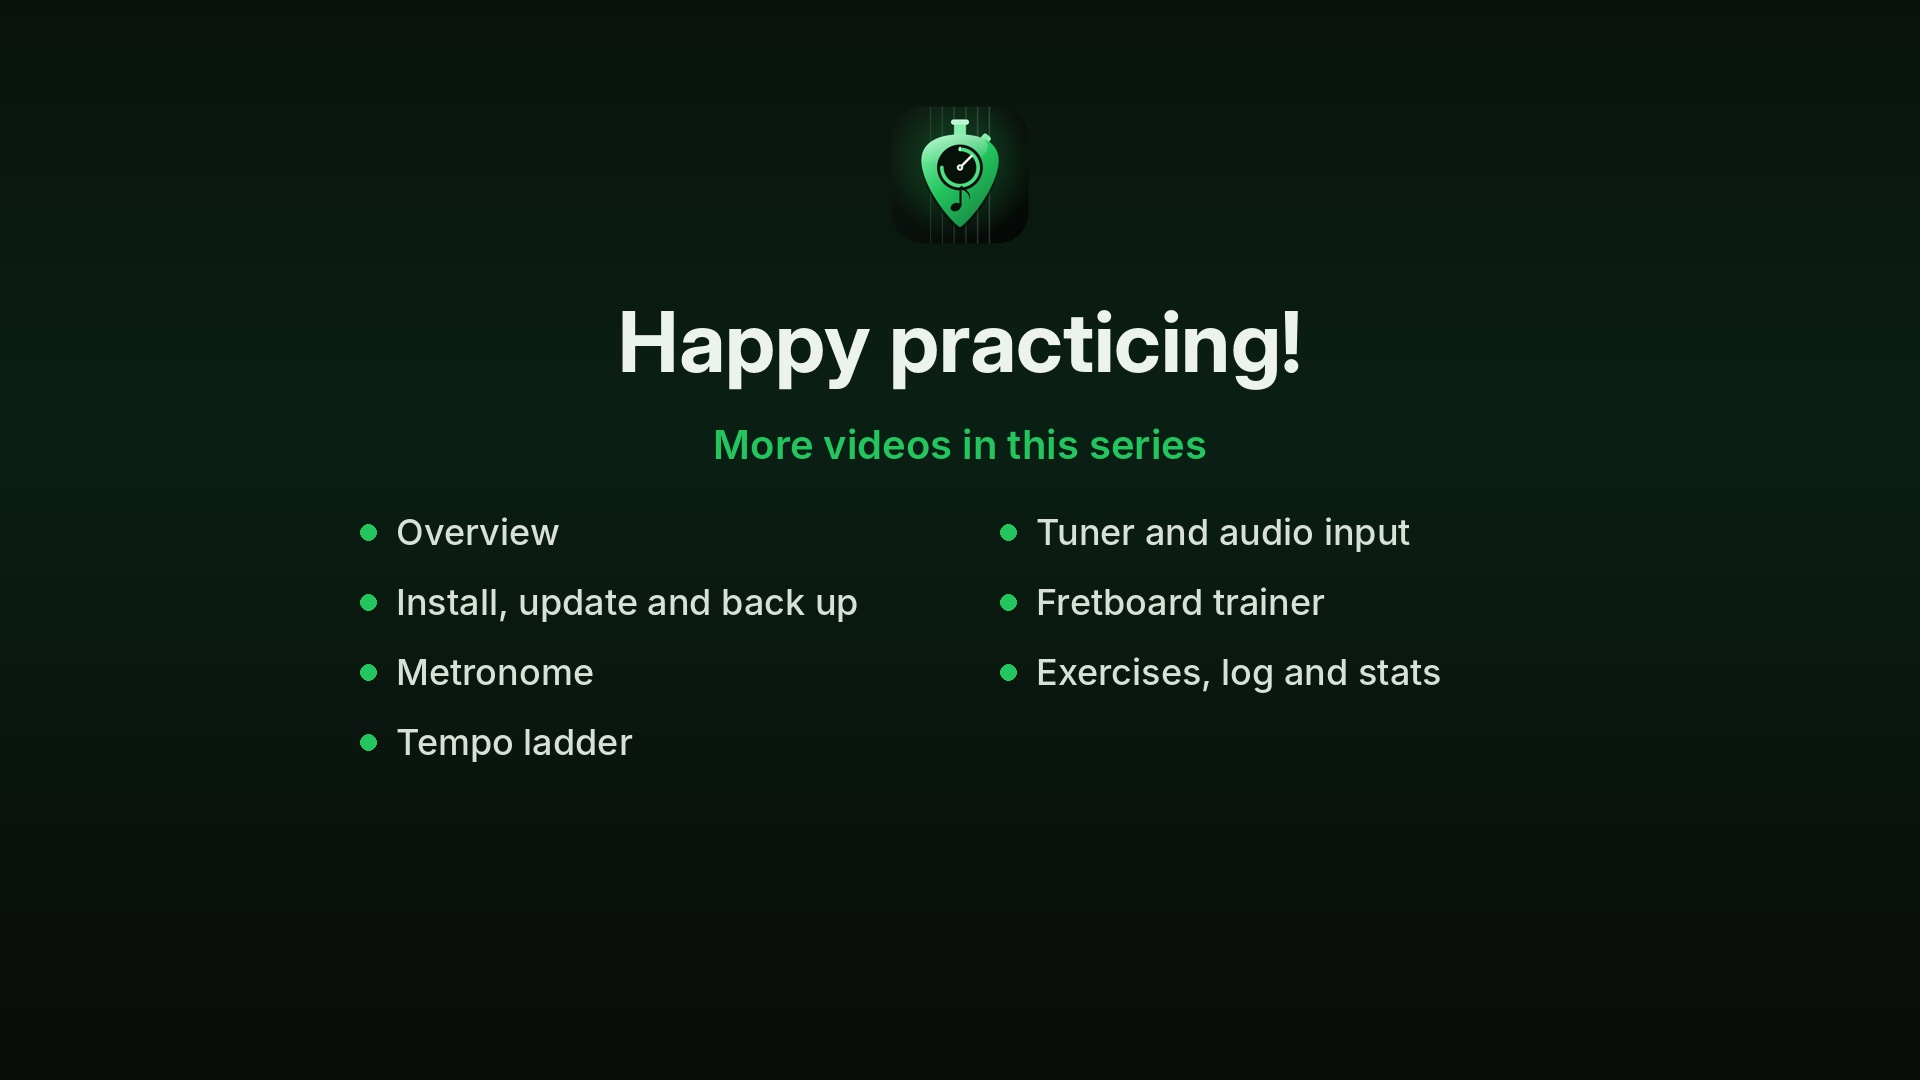 Happy practicing!
More videos in this series
Overview
Install, update and back up
Metronome
Tempo ladder
Tuner and audio input
Fretboard trainer
Exercises, log and stats